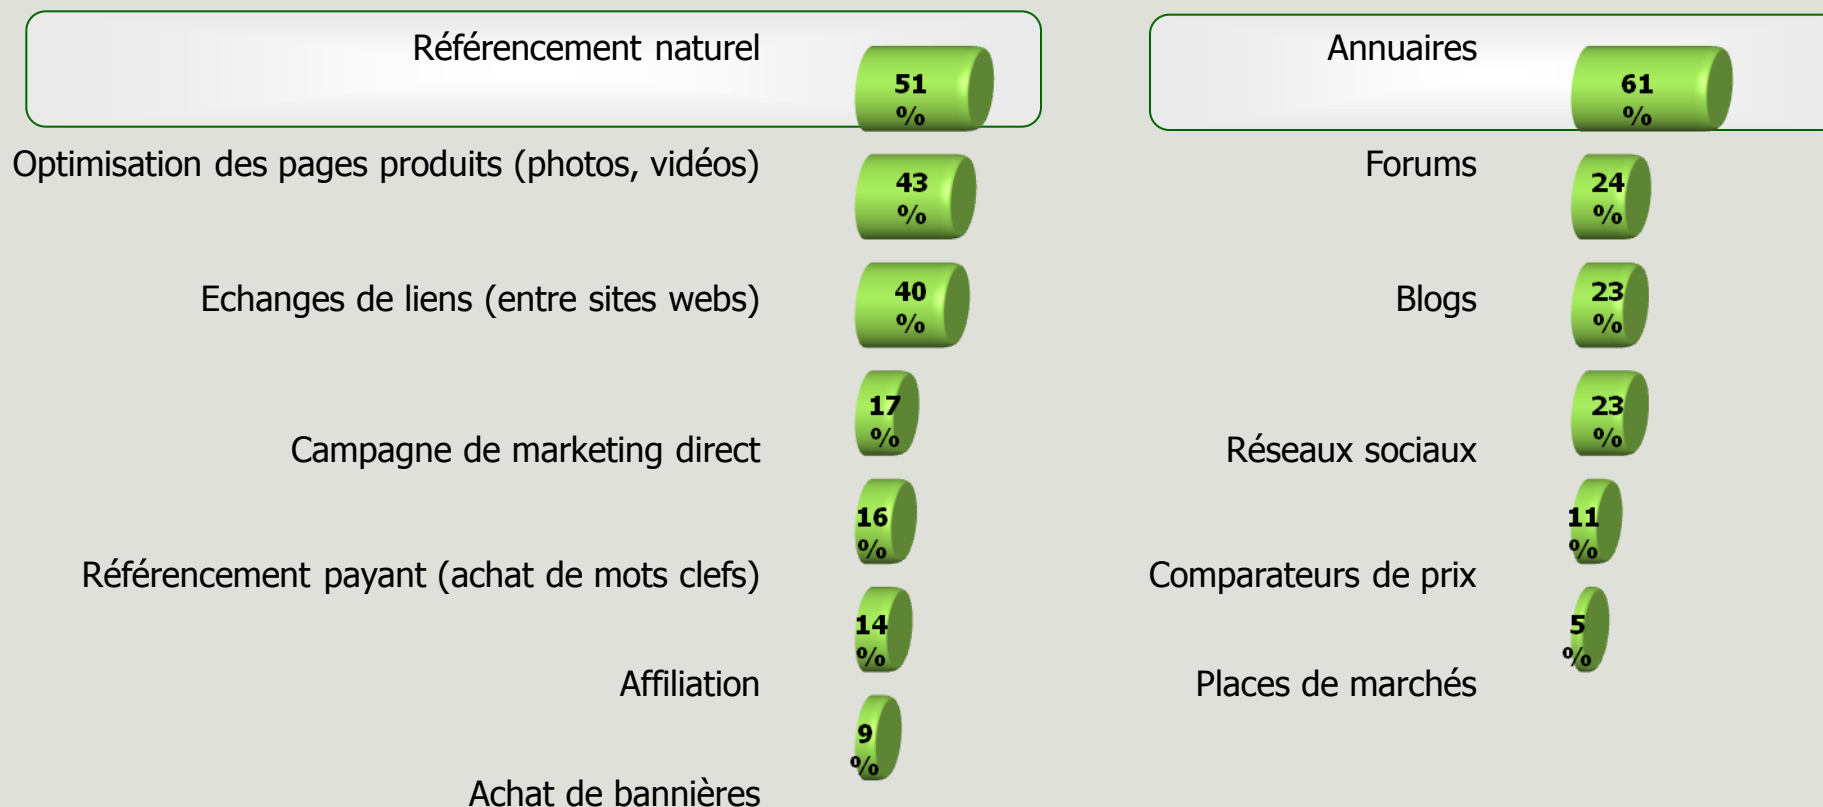 Référencement naturel
51
%
Optimisation des pages produits (photos, vidéos)
43
%
Echanges de liens (entre sites webs)
40
%
Campagne de marketing direct
17
%
Référencement payant (achat de mots clefs)
16
%
Affiliation
14
%
Achat de bannières
9
%
Annuaires
61
%
Forums
24
%
Blogs
23
%
Réseaux sociaux
23
%
Comparateurs de prix
11
%
Places de marchés
5
%